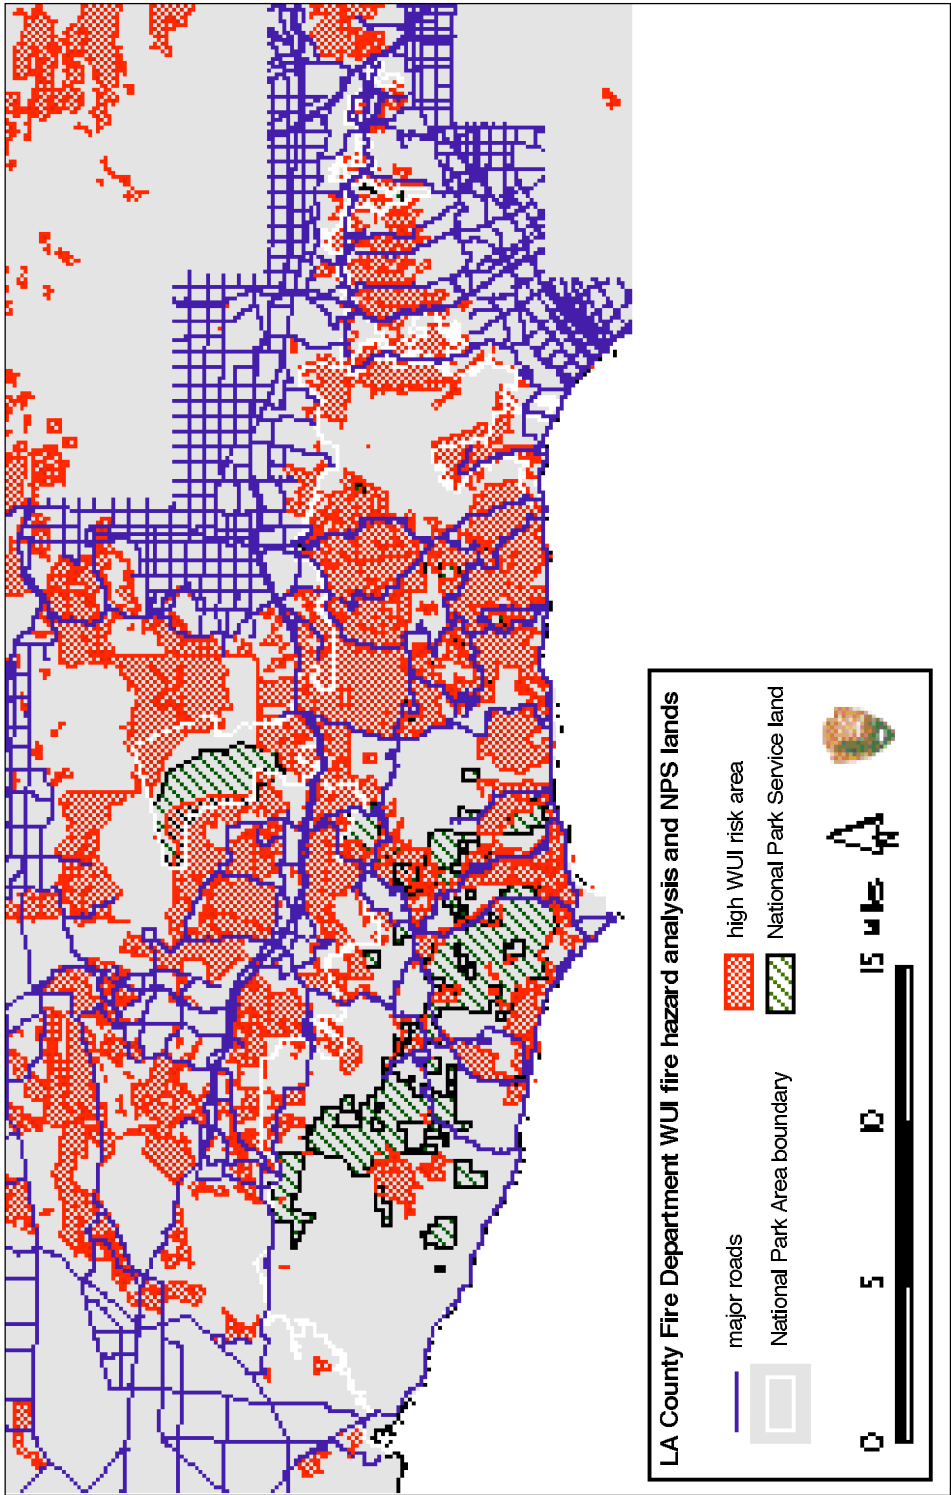 LA County Fire Department WUI fire hazard analysis and NPS lands
major roads
high WUI risk area
National Park Area boundary
National Park Service land
0 5 10 15